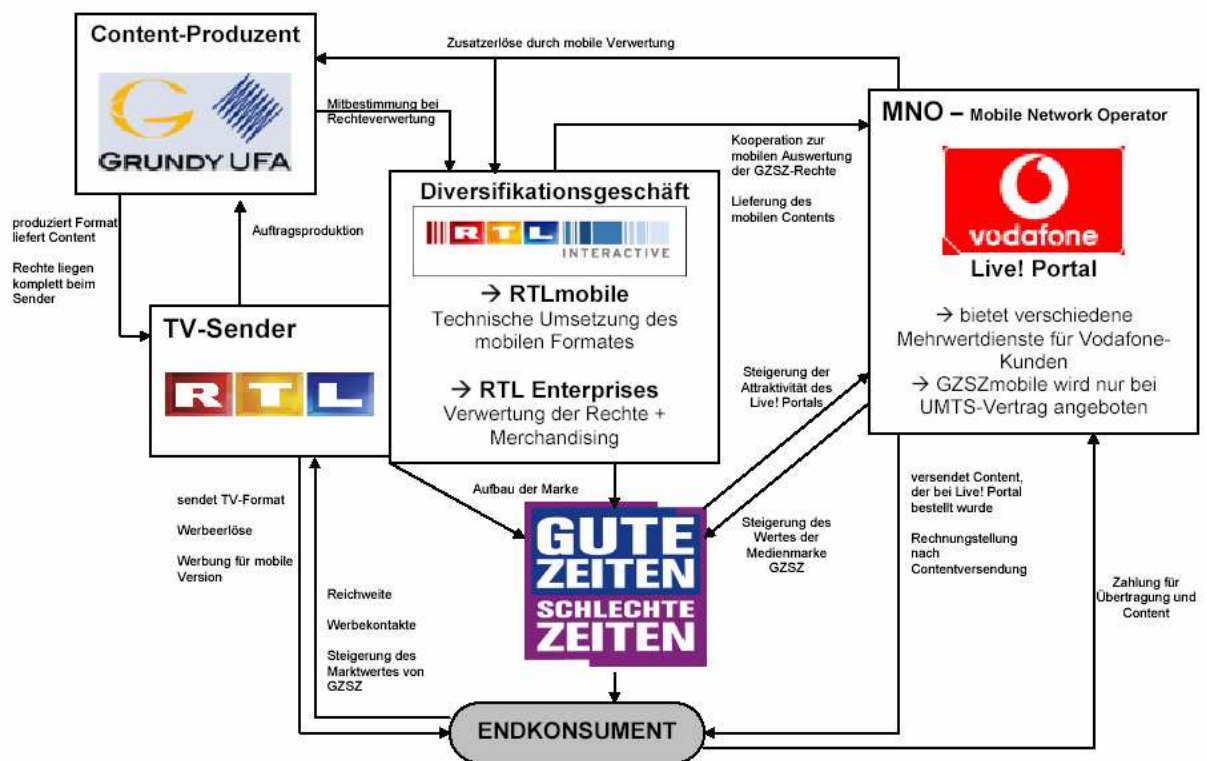 Content-Produzent
GRUNDY UFA
Zusatzerlöse durch mobile Verwertung
Mitbestimmung bei
Rechteverwertung
MNO – Mobile Network Operator
vodafone
Live! Portal
→ bietet verschiedene
Mehrwertdienste für Vodafone-
Kunden
→ GZSZmobile wird nur bei
UMTS-Vertrag angeboten
Kooperation zur
mobilen Auswertung
der GZSZ-Rechte
Lieferung des
mobilen Contents
Diversifikationsgeschäft
RTL
INTERACTIVE
→ RTLmobile
Technische Umsetzung des
mobilen Formates
→ RTL Enterprises
Verwertung der Rechte +
Merchandising
produziert Format
liefert Content
Rechte liegen
komplett beim
Sender
Auftragsproduktion
TV-Sender
RTL
Steigerung der
Attraktivität des
Live! Portals
sendet TV-Format
Werbeerlöse
Werbung für mobile
Version
Aufbau der Marke
GUTE
ZEITEN
SCHLECHTE
ZEITEN
Steigerung des
Wertes der
Medienmarke
GZSZ
versendet Content,
der bei Live! Portal
bestellt wurde
Rechnungstellung
nach
Contentversendung
Zahlung für
Übertragung und
Content
Reichweite
Werbekontakte
Steigerung des
Marktwertes von
GZSZ
ENDKONSUMENT